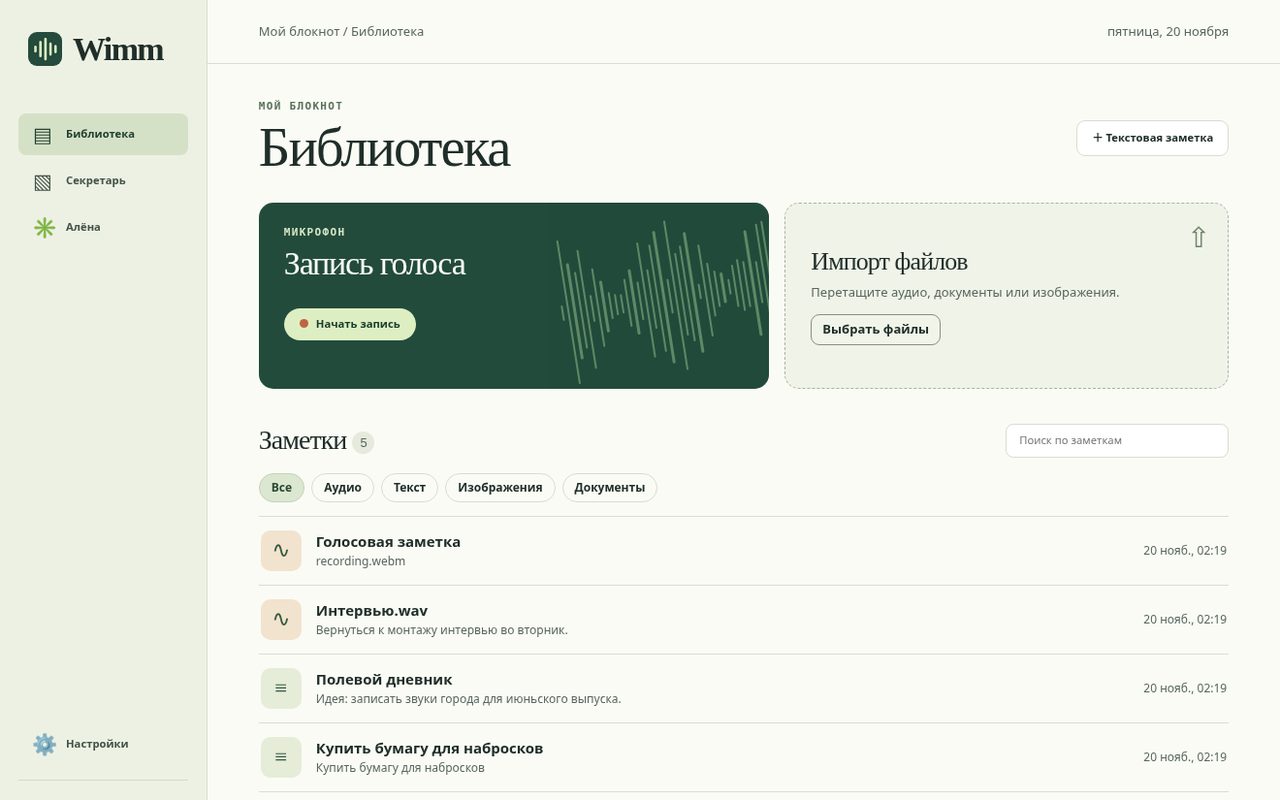 Wimm
Библиотека
Секретарь
Алёна
Настройки
Мой блокнот / Библиотека
пятница, 20 ноября
МОЙ БЛОКНОТ
Библиотека
+ Текстовая заметка
МИКРОФОН
Запись голоса
Начать запись
Импорт файлов
Перетащите аудио, документы или изображения.
Выбрать файлы
Заметки 5
Поиск по заметкам
Все
Аудио
Текст
Изображения
Документы
Голосовая заметка
recording.webm
20 нояб., 02:19
Интервью.wav
Вернуться к монтажу интервью во вторник.
20 нояб., 02:19
Полевой дневник
Идея: записать звуки города для июньского выпуска.
20 нояб., 02:19
Купить бумагу для набросков
Купить бумагу для набросков
20 нояб., 02:19